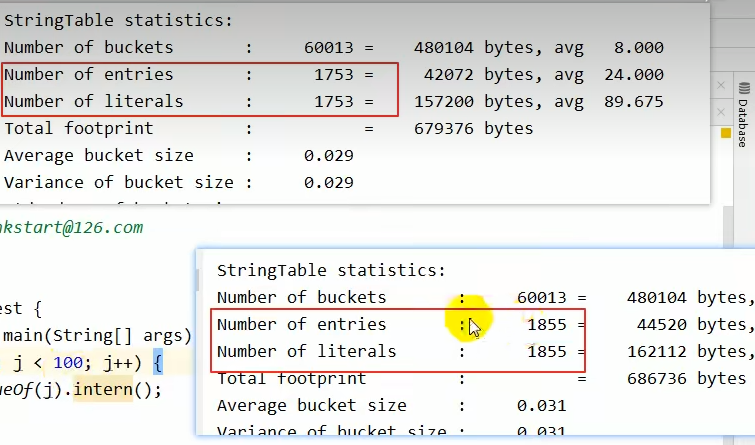 StringTable statistics:
Number of buckets : 60013 = 480104 bytes, avg 8.000
Number of entries : 1753 = 42072 bytes, avg 24.000
Number of literals : 1753 = 157200 bytes, avg 89.675
Total footprint : = 679376 bytes
Average bucket size : 0.029
Variance of bucket size : 0.029
Database
nkstart@126.com
est {
main(String[] args)
j < 100; j++) {
ueOf(j).intern();
StringTable statistics:
Number of buckets : 60013 = 480104 bytes,
Number of entries : 1855 = 44520 bytes,
Number of literals : 1855 = 162112 bytes,
Total footprint : = 686736 bytes
Average bucket size : 0.031
Variance of bucket size : 0.031